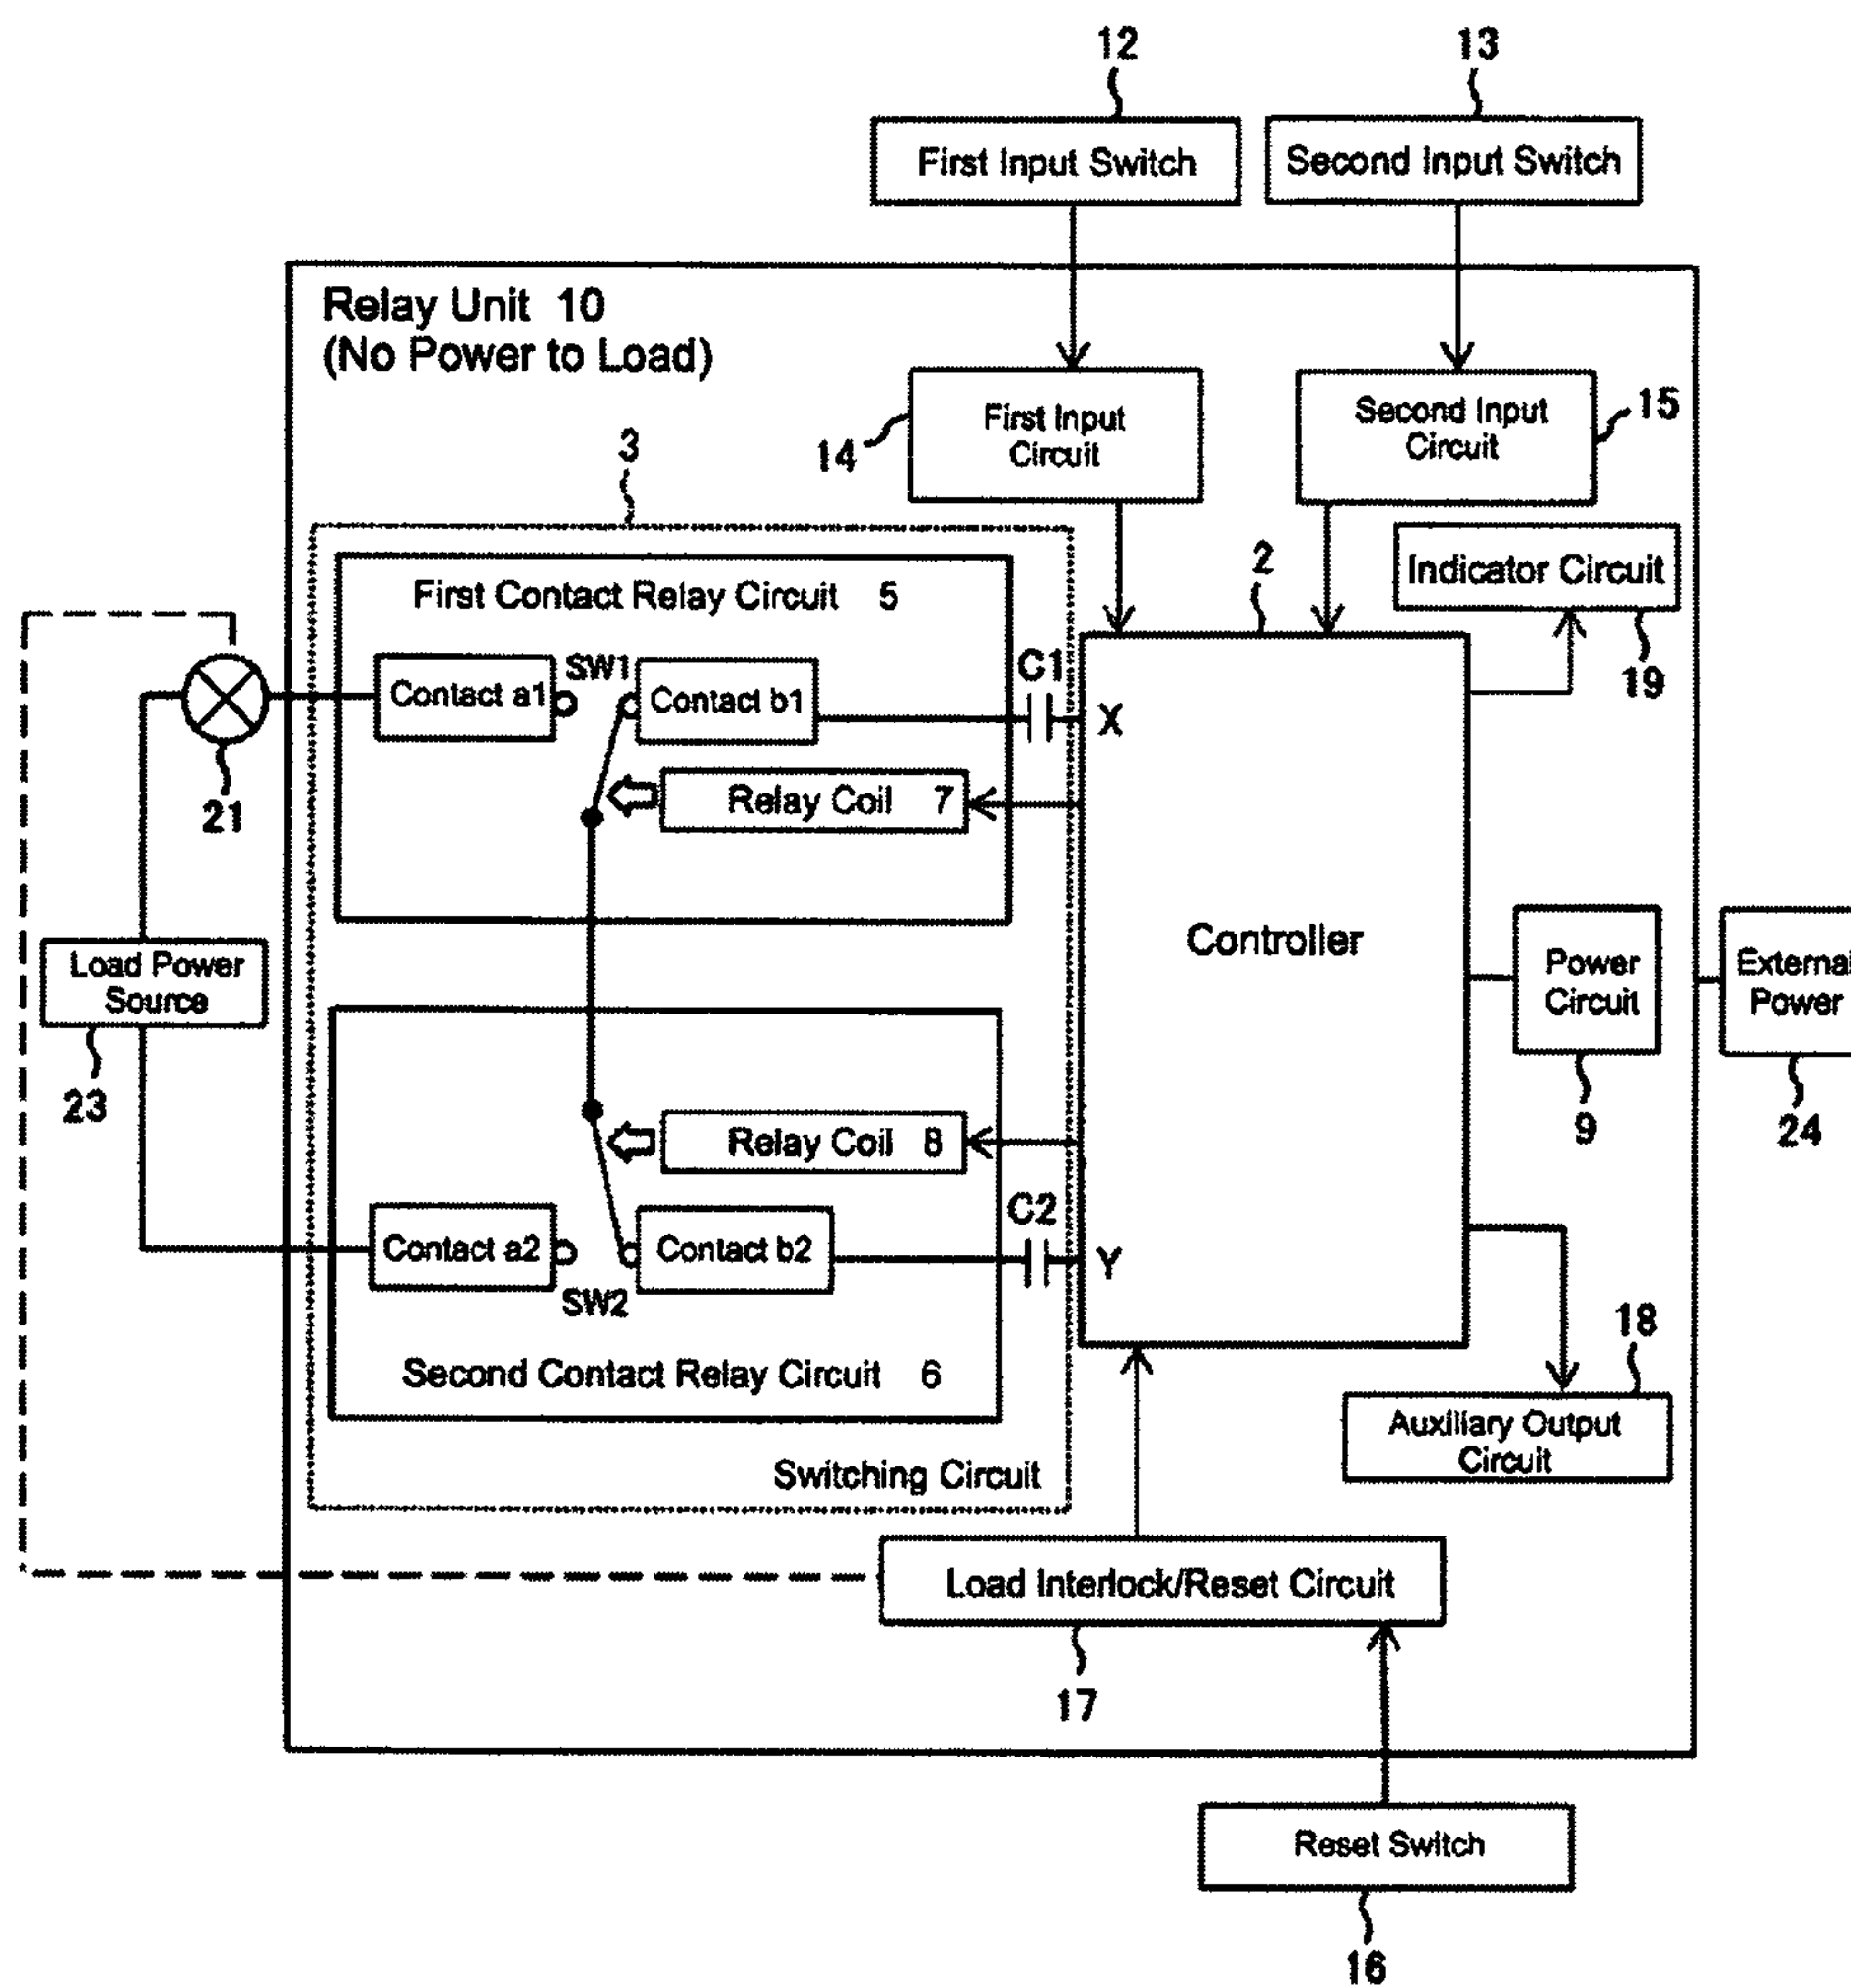 12
13
First Input Switch
Second Input Switch
Relay Unit 10
(No Power to Load)
First Input
Circuit
14
Second Input
Circuit
15
3
2
Indicator Circuit
19
First Contact Relay Circuit 5
Contact a1
SW1
Contact b1
C1
X
Relay Coil 7
21
Load Power
Source
23
Controller
Power
Circuit
9
External
Power
24
Relay Coil 8
Contact a2
SW2
Contact b2
C2
Y
Second Contact Relay Circuit 6
Switching Circuit
18
Auxiliary Output
Circuit
Load Interlock/Reset Circuit
17
Reset Switch
16